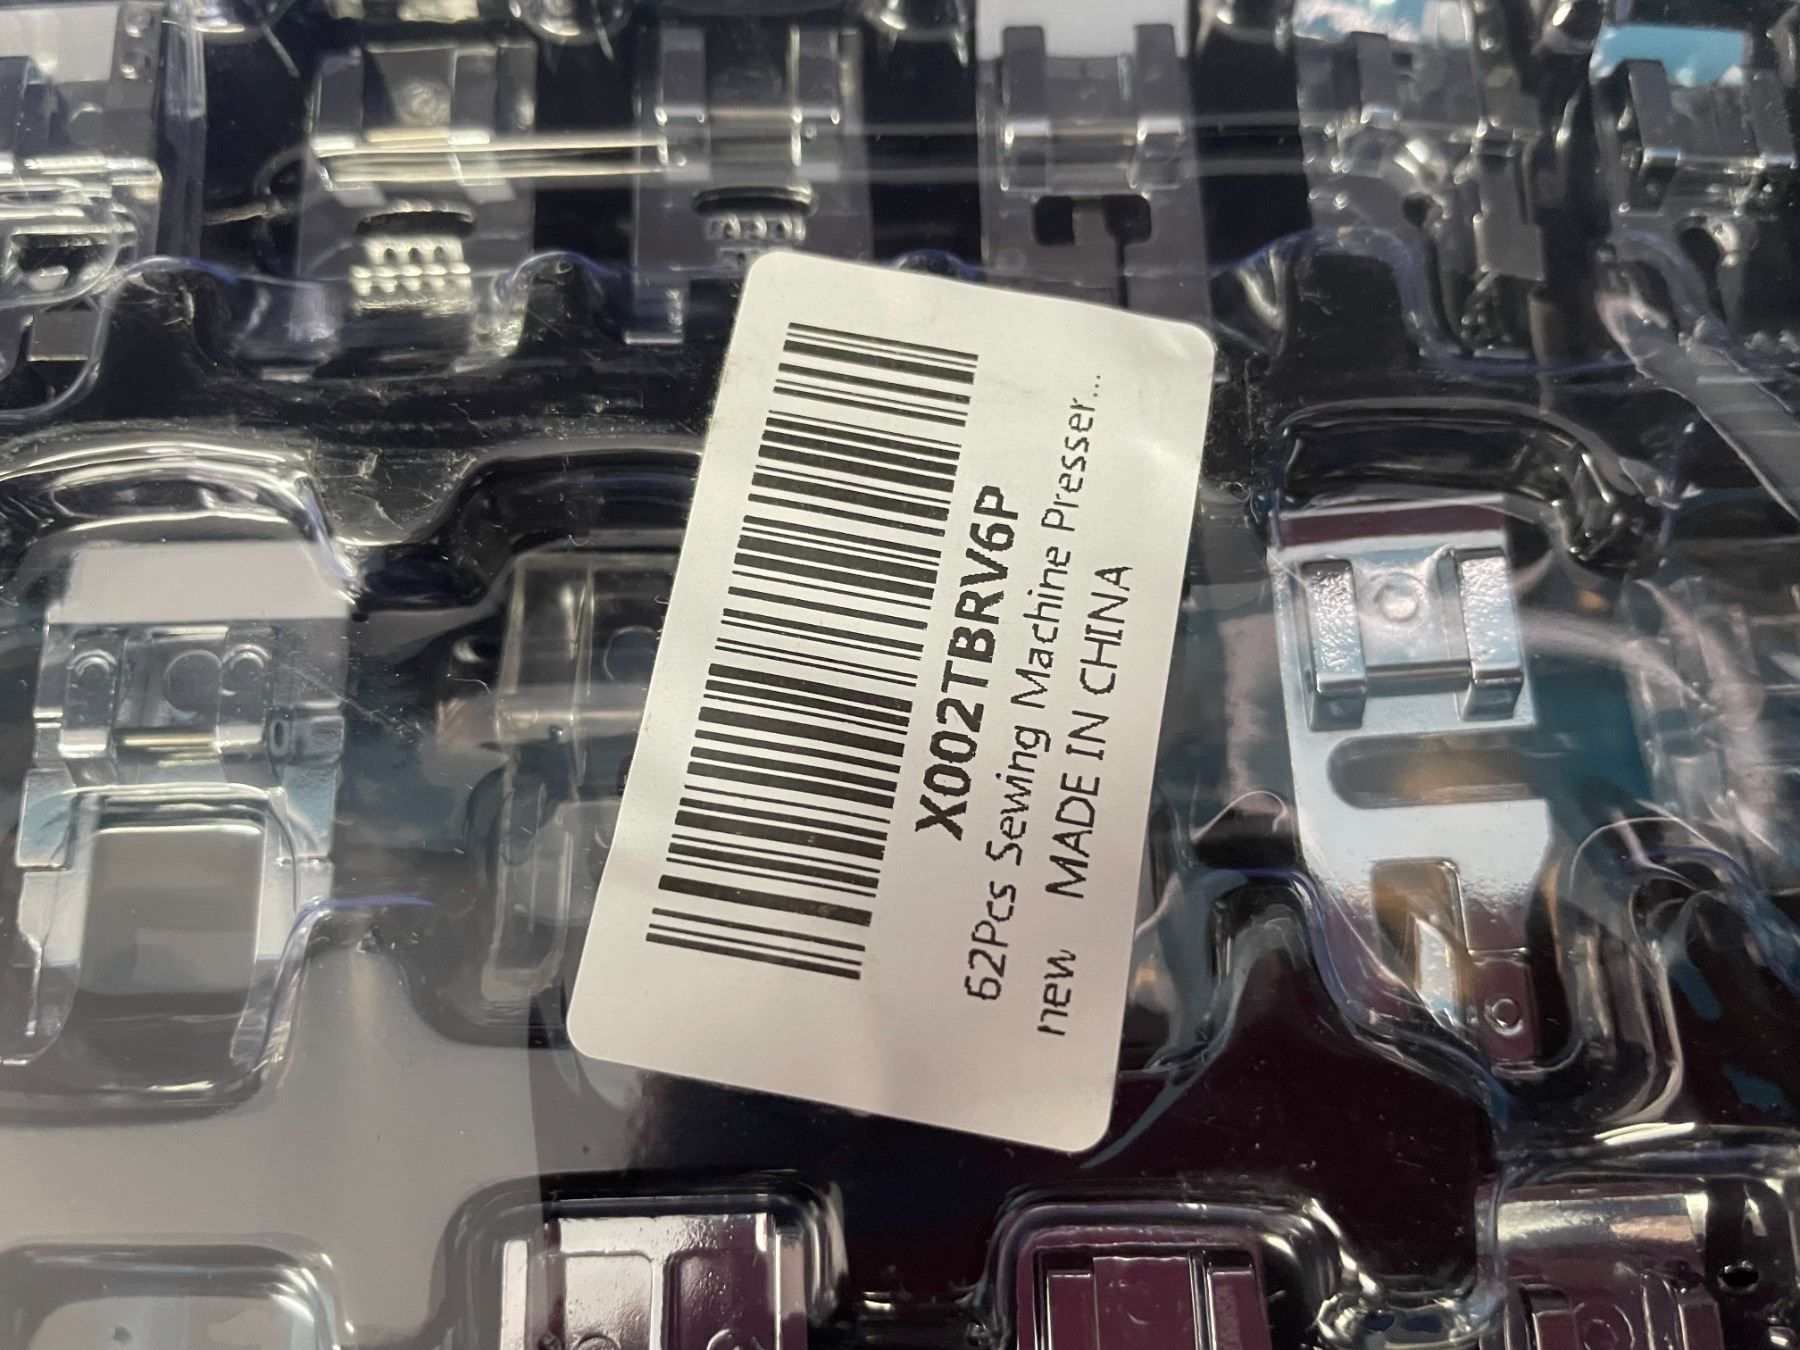 X002TBRV6P
62Pcs Sewing Machine Presser...
new MADE IN CHINA